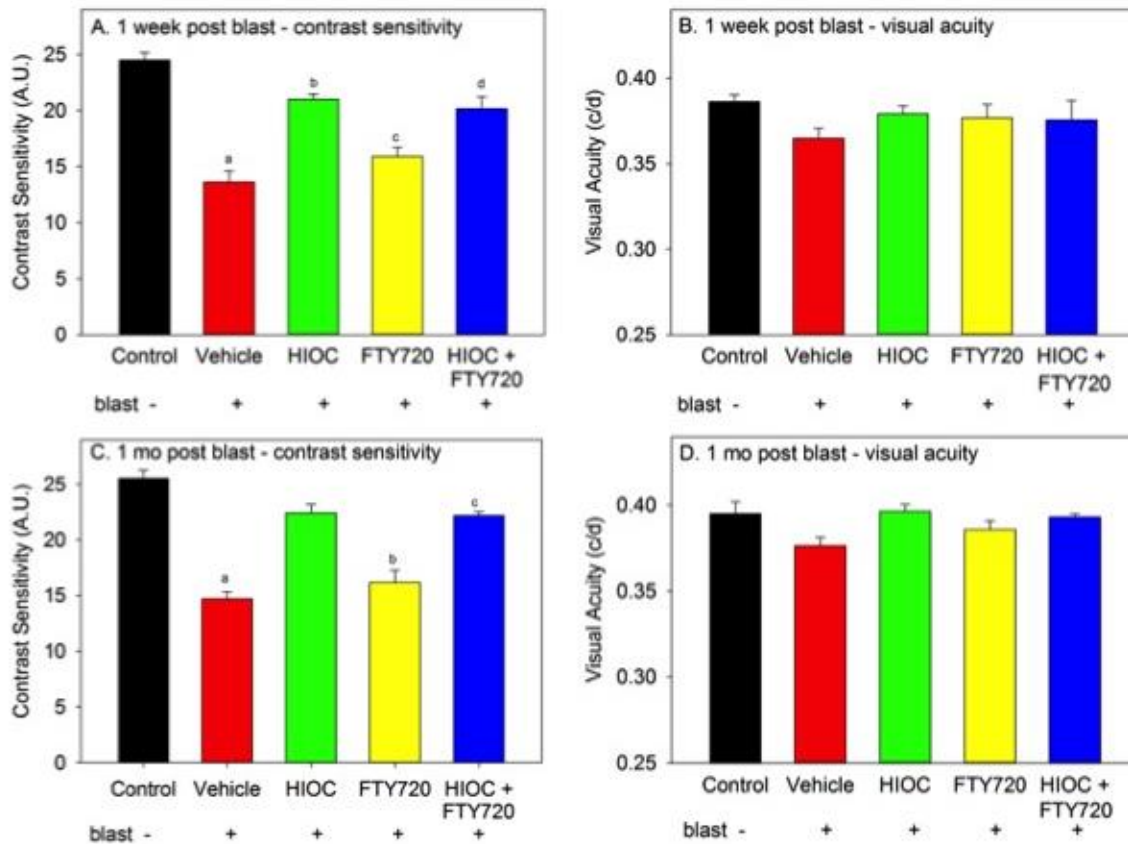 A. 1 week post blast - contrast sensitivity
Contrast Sensitivity (A.U.)
25
20
15
10
5
0
a
b
c
d
Control Vehicle HIOC FTY720 HIOC +
FTY720
blast - + + + +
B. 1 week post blast - visual acuity
Visual Acuity (c/d)
0.40
0.35
0.30
0.25
Control Vehicle HIOC FTY720 HIOC +
FTY720
blast - + + + +
C. 1 mo post blast - contrast sensitivity
Contrast Sensitivity (A.U.)
25
20
15
10
5
0
a
b
c
Control Vehicle HIOC FTY720 HIOC +
FTY720
blast - + + + +
D. 1 mo post blast - visual acuity
Visual Acuity (c/d)
0.40
0.35
0.30
0.25
Control Vehicle HIOC FTY720 HIOC +
FTY720
blast - + + + +